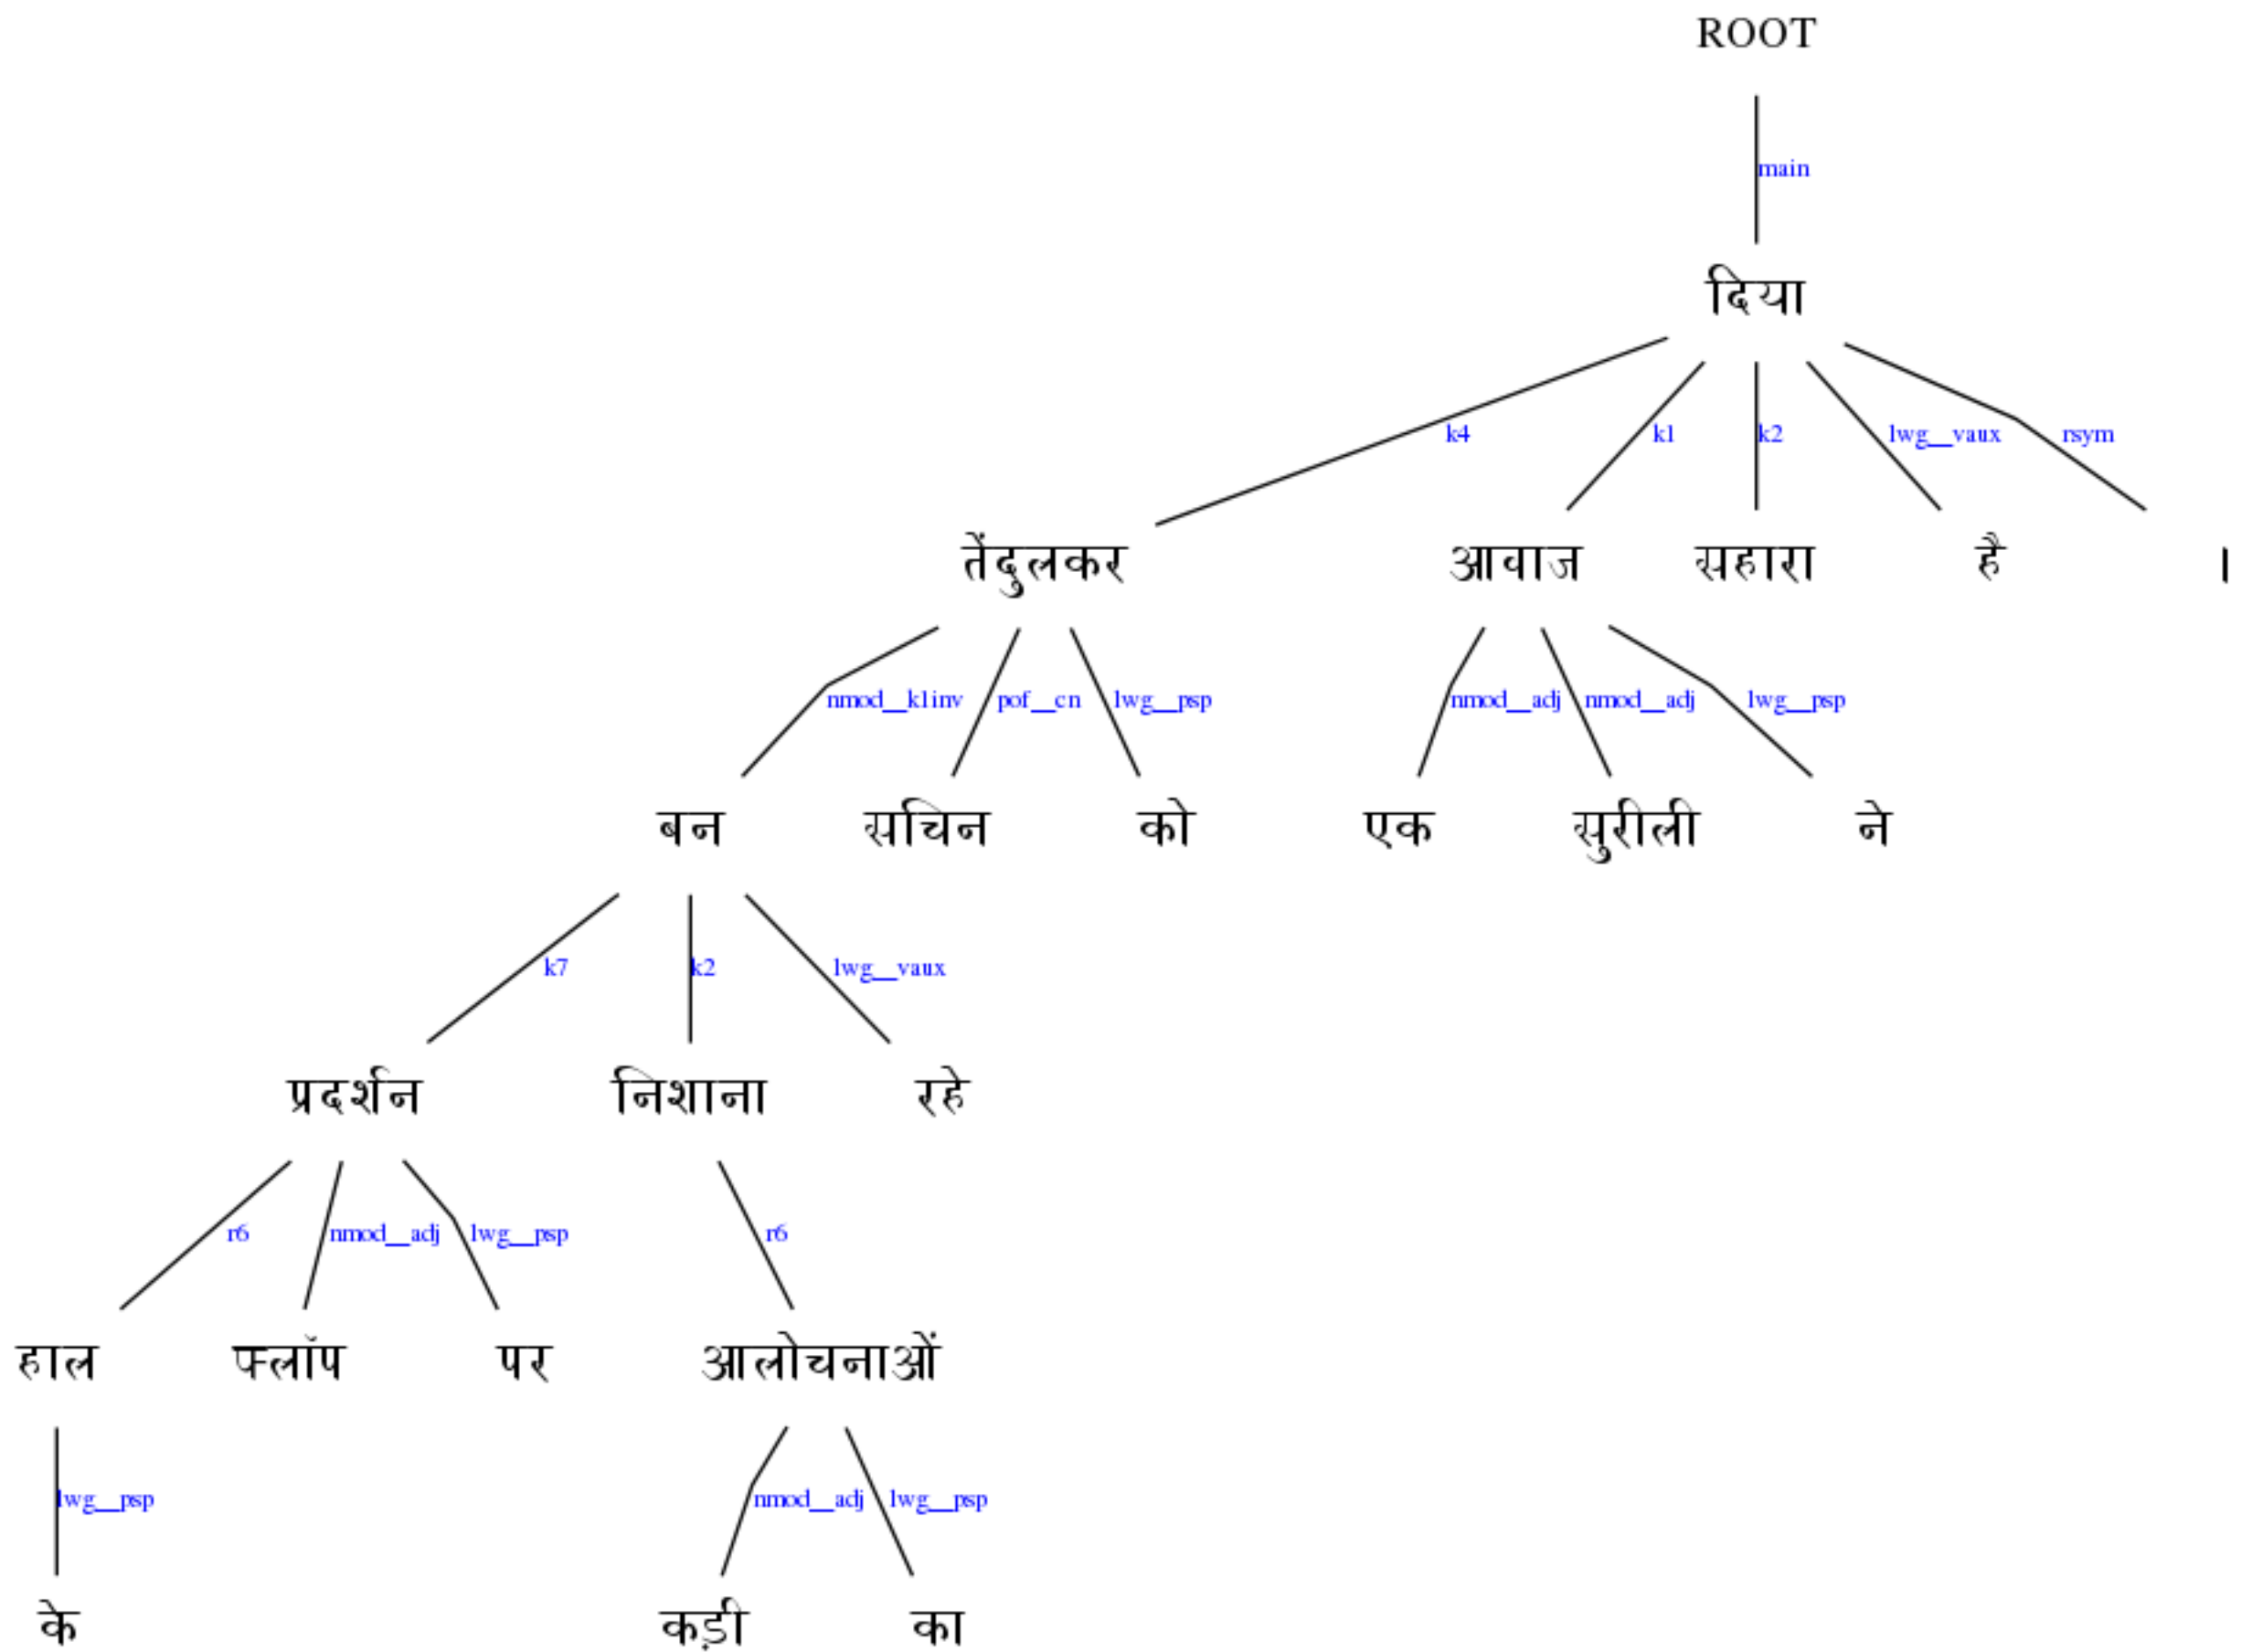 ROOT
main
दिया
k4 k1 k2 lwg__vaux rsym
तेंदुलकर आवाज सहारा है ।
nmod__k1inv pof__cn lwg__psp nmod__adj nmod__adj lwg__psp
बन सचिन को एक सुरीली ने
k7 k2 lwg__vaux
प्रदर्शन निशाना रहे
r6 nmod__adj lwg__psp r6
हाल फ्लॉप पर आलोचनाओं
lwg__psp nmod__adj lwg__psp
के कड़ी का